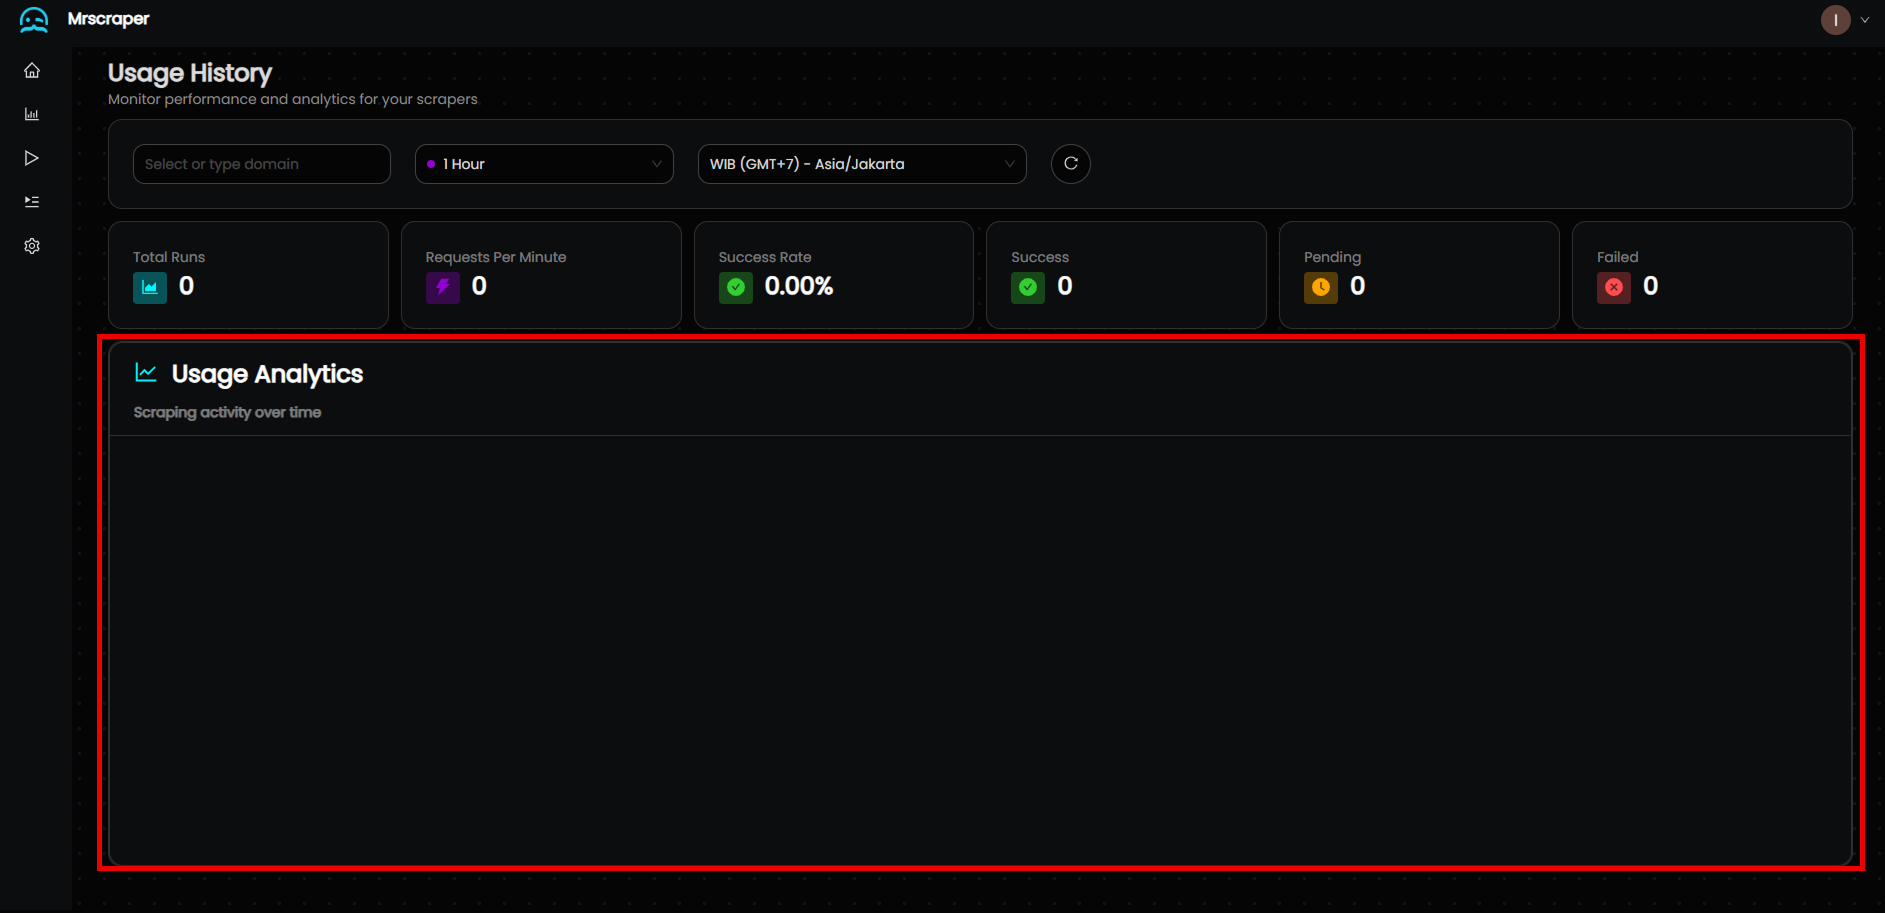 Mrscraper
I
Usage History
Monitor performance and analytics for your scrapers
Select or type domain
1 Hour
WIB (GMT+7) - Asia/Jakarta
Total Runs
0
Requests Per Minute
0
Success Rate
0.00%
Success
0
Pending
0
Failed
0
Usage Analytics
Scraping activity over time